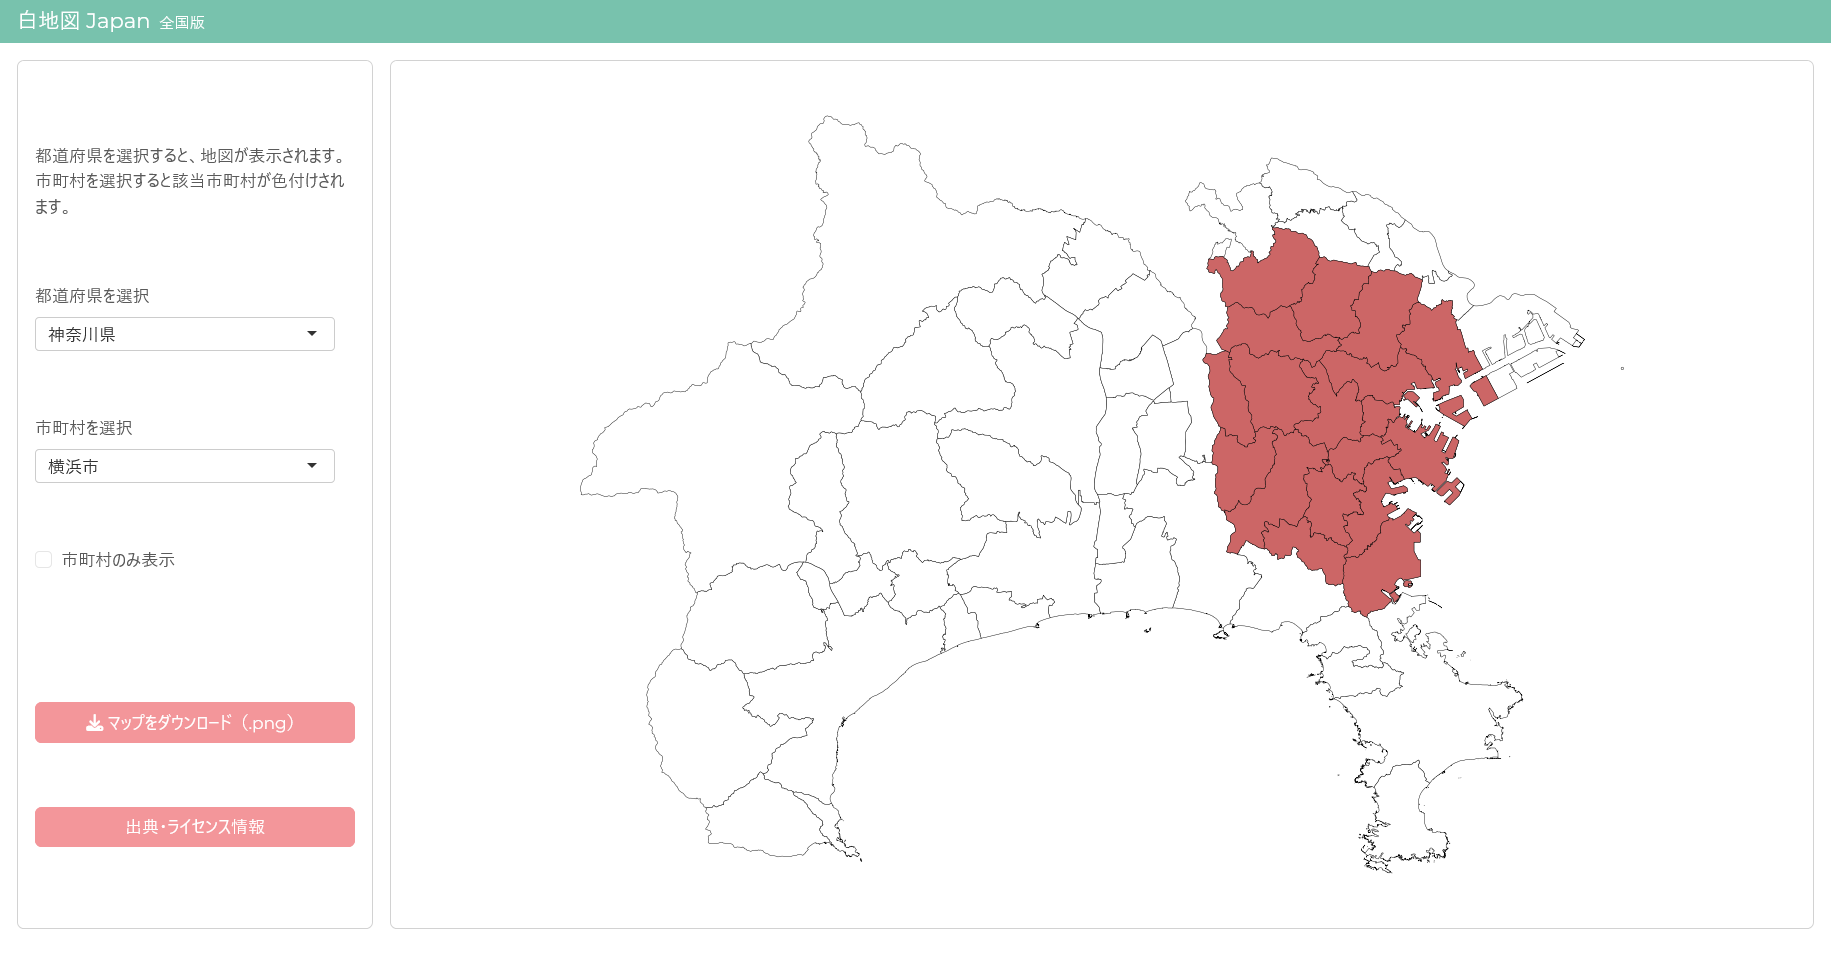 白地図 Japan 全国版
都道府県を選択すると、地図が表示されます。
市町村を選択すると該当市町村が色付けされ
ます。
都道府県を選択
神奈川県
市町村を選択
横浜市
市町村のみ表示
マップをダウンロード（.png）
出典・ライセンス情報